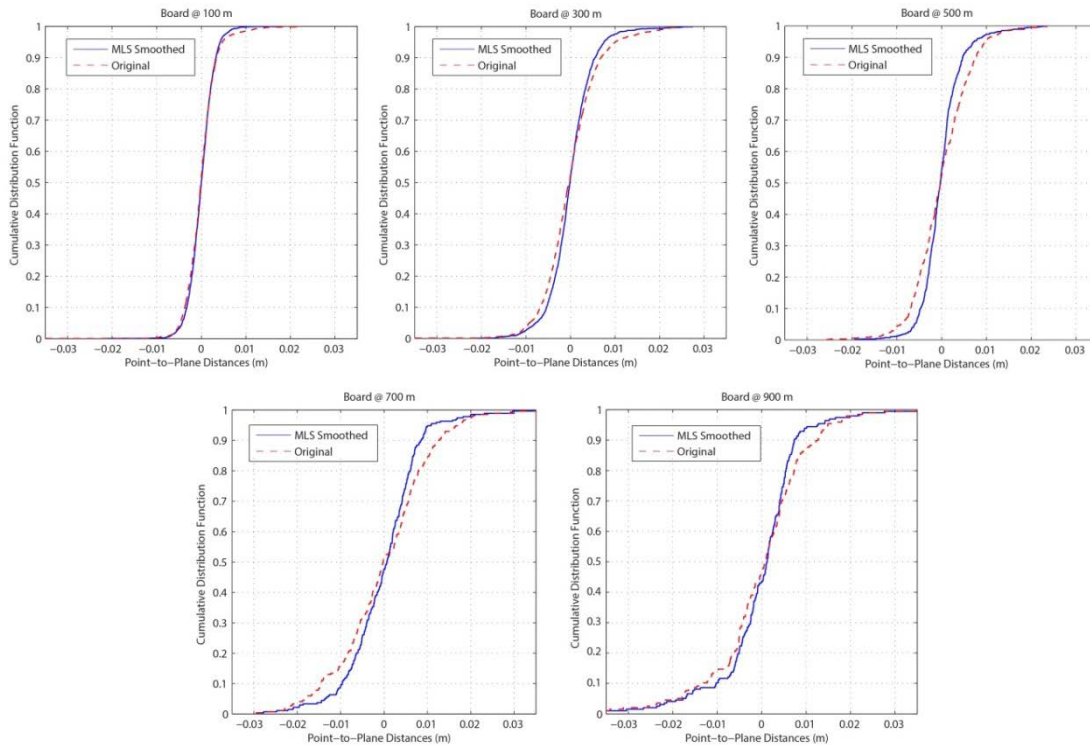 Board @ 100 m
MLS Smoothed
Original
Cumulative Distribution Function
1
0.9
0.8
0.7
0.6
0.5
0.4
0.3
0.2
0.1
0
−0.03 −0.02 −0.010 0 0.01 0.02 0.03
Point−to−Plane Distances (m)
Board @ 300 m
MLS Smoothed
Original
Cumulative Distribution Function
1
0.9
0.8
0.7
0.6
0.5
0.4
0.3
0.2
0.1
0
−0.03 −0.02 −0.01 0 0.01 0.02 0.03
Point−to−Plane Distances (m)
Board @ 500 m
MLS Smoothed
Original
Cumulative Distribution Function
1
0.9
0.8
0.7
0.6
0.5
0.4
0.3
0.2
0.1
0
−0.03 −0.02 −0.01 0 0.01 0.02 0.03
Point−to−Plane Distances (m)
Board @ 700 m
MLS Smoothed
Original
Cumulative Distribution Function
1
0.9
0.8
0.7
0.6
0.5
0.4
0.3
0.2
0.1
0
−0.03 −0.02 −0.01 0 0.01 0.02 0.03
Point−to−Plane Distances (m)
Board @ 900 m
MLS Smoothed
Original
Cumulative Distribution Function
1
0.9
0.8
0.7
0.6
0.5
0.4
0.3
0.2
0.1
0
−0.03 −0.02 −0.01 0 0.01 0.02 0.03
Point−to−Plane Distances (m)